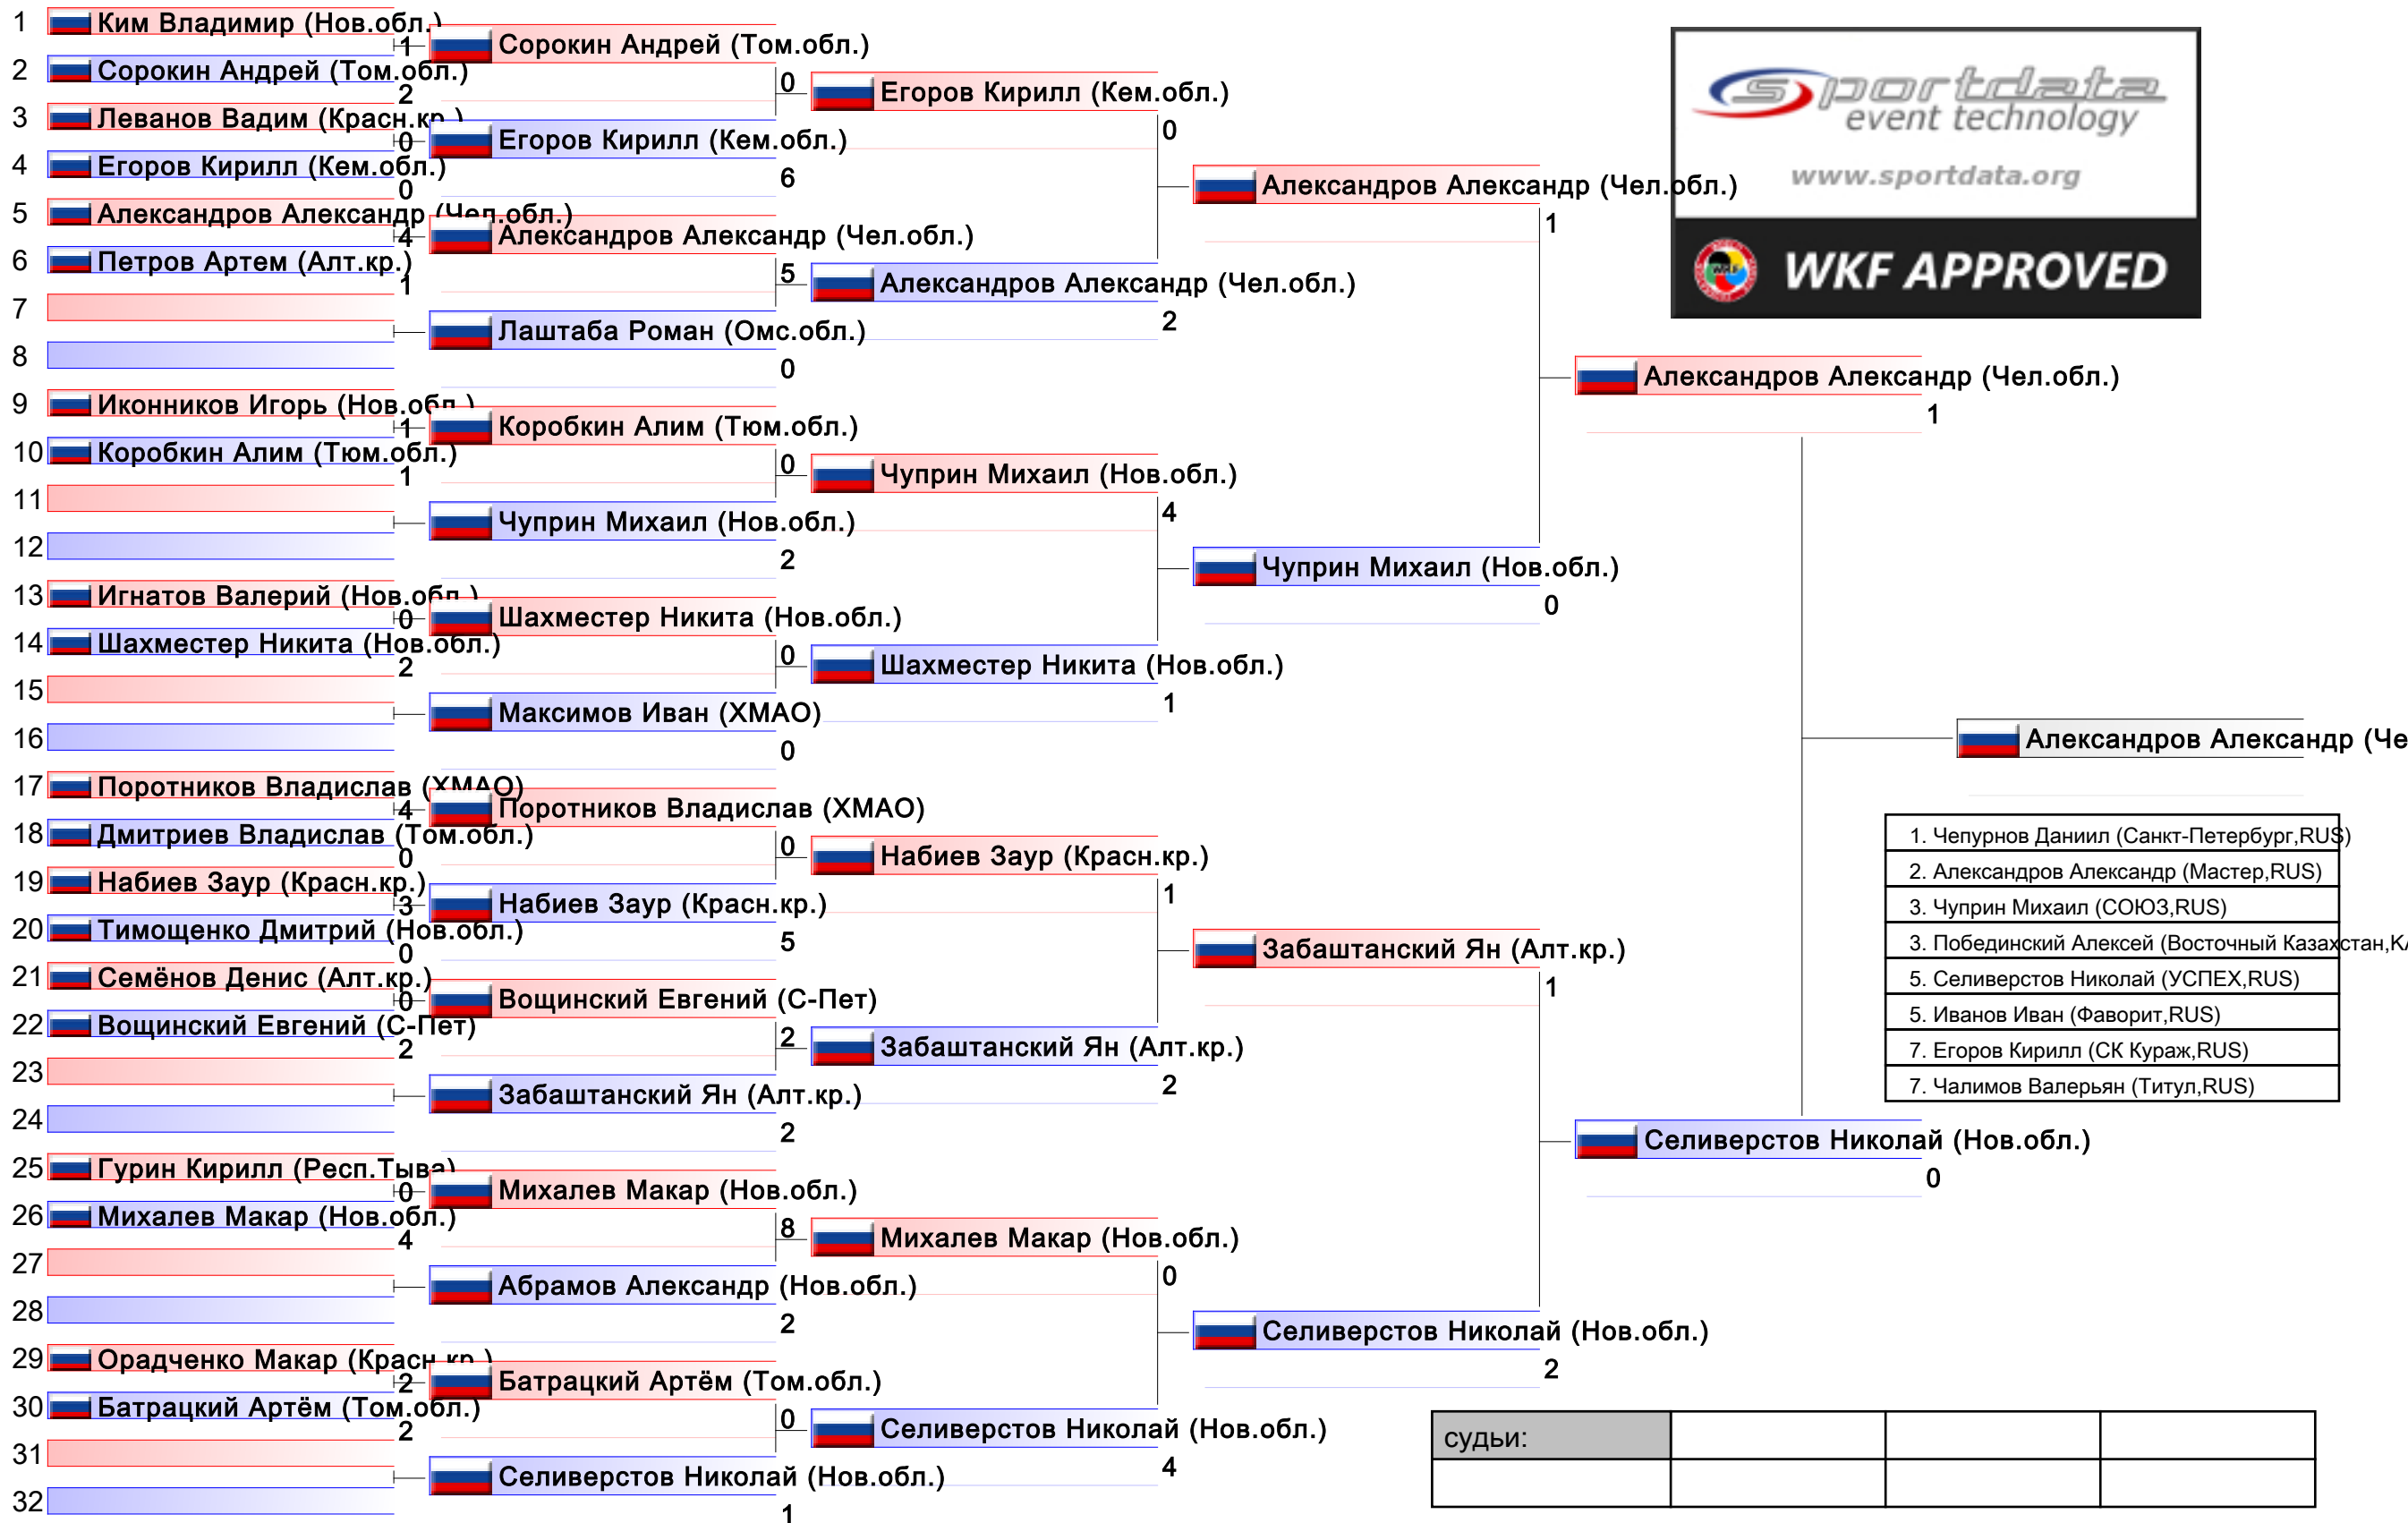 1 Ким Владимир (Нов.обл.)
1
2 Сорокин Андрей (Том.обл.)
2
3 Леванов Вадим (Красн.кр.)
0
4 Егоров Кирилл (Кем.обл.)
0
5 Александров Александр (Чел.обл.)
4
6 Петров Артем (Алт.кр.)
1
7
8
9 Иконников Игорь (Нов.обл.)
1
10 Коробкин Алим (Тюм.обл.)
1
11
12
13 Игнатов Валерий (Нов.обл.)
0
14 Шахместер Никита (Нов.обл.)
2
15
16
17 Поротников Владислав (ХМАО)
4
18 Дмитриев Владислав (Том.обл.)
0
19 Набиев Заур (Красн.кр.)
3
20 Тимощенко Дмитрий (Нов.обл.)
0
21 Семёнов Денис (Алт.кр.)
0
22 Вощинский Евгений (С-Пет)
2
23
24
25 Гурин Кирилл (Респ.Тыва)
0
26 Михалев Макар (Нов.обл.)
4
27
28
29 Орадченко Макар (Красн.кр.)
2
30 Батрацкий Артём (Том.обл.)
2
31
32
Сорокин Андрей (Том.обл.)
0
Егоров Кирилл (Кем.обл.)
6
Александров Александр (Чел.обл.)
5
Лаштаба Роман (Омс.обл.)
0
Коробкин Алим (Тюм.обл.)
0
Чуприн Михаил (Нов.обл.)
2
Шахместер Никита (Нов.обл.)
0
Максимов Иван (ХМАО)
0
Поротников Владислав (ХМАО)
0
Набиев Заур (Красн.кр.)
5
Вощинский Евгений (С-Пет)
2
Забаштанский Ян (Алт.кр.)
2
Михалев Макар (Нов.обл.)
8
Абрамов Александр (Нов.обл.)
2
Батрацкий Артём (Том.обл.)
0
Селиверстов Николай (Нов.обл.)
1
Егоров Кирилл (Кем.обл.)
0
Александров Александр (Чел.обл.)
2
Чуприн Михаил (Нов.обл.)
4
Шахместер Никита (Нов.обл.)
1
Набиев Заур (Красн.кр.)
1
Забаштанский Ян (Алт.кр.)
2
Михалев Макар (Нов.обл.)
0
Селиверстов Николай (Нов.обл.)
4
Александров Александр (Чел.обл.)
1
Чуприн Михаил (Нов.обл.)
0
Забаштанский Ян (Алт.кр.)
1
Селиверстов Николай (Нов.обл.)
2
Александров Александр (Чел.обл.)
1
Селиверстов Николай (Нов.обл.)
0
Александров Александр (Че
sportdata
event technology
www.sportdata.org
WKF
WKF APPROVED
1. Чепурнов Даниил (Санкт-Петербург,RUS)
2. Александров Александр (Мастер,RUS)
3. Чуприн Михаил (СОЮЗ,RUS)
3. Побединский Алексей (Восточный Казахстан,KA
5. Селиверстов Николай (УСПЕХ,RUS)
5. Иванов Иван (Фаворит,RUS)
7. Егоров Кирилл (СК Кураж,RUS)
7. Чалимов Валерьян (Титул,RUS)
судьи: